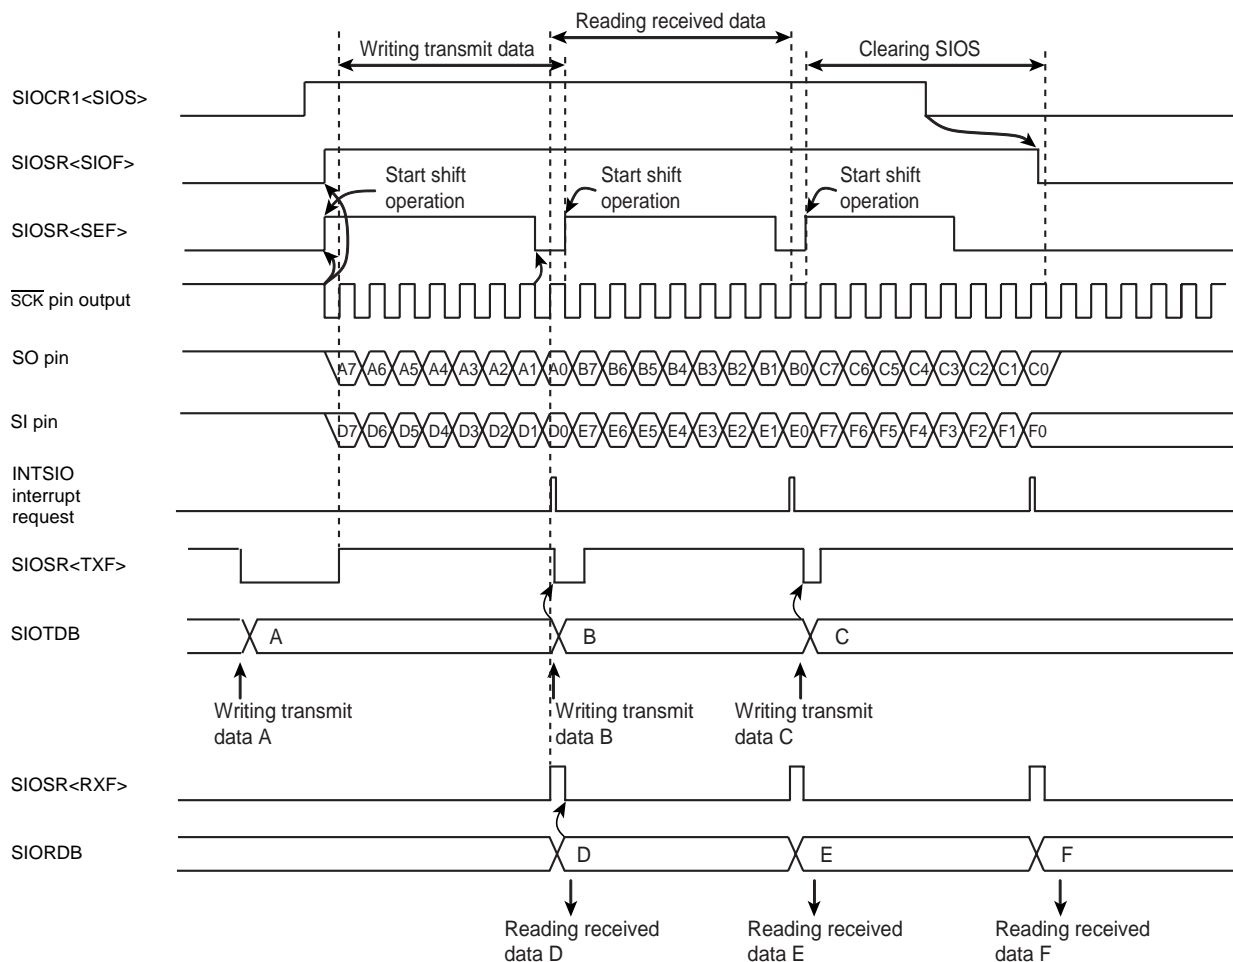 Reading received data
Writing transmit data
Clearing SIOS
SIOCR1<SIOS>
SIOSR<SIOF>
Start shift
operation
Start shift
operation
Start shift
operation
SIOSR<SEF>
SCK pin output
SO pin
A7 A6 A5 A4 A3 A2 A1 A0 B7 B6 B5 B4 B3 B2 B1 B0 C7 C6 C5 C4 C3 C2 C1 C0
SI pin
D7 D6 D5 D4 D3 D2 D1 D0 E7 E6 E5 E4 E3 E2 E1 E0 F7 F6 F5 F4 F3 F2 F1 F0
INTSIO
interrupt
request
SIOSR<TXF>
SIOTDB
A
B
C
Writing transmit
data A
Writing transmit
data B
Writing transmit
data C
SIOSR<RXF>
SIORDB
D
E
F
Reading received
data D
Reading received
data E
Reading received
data F